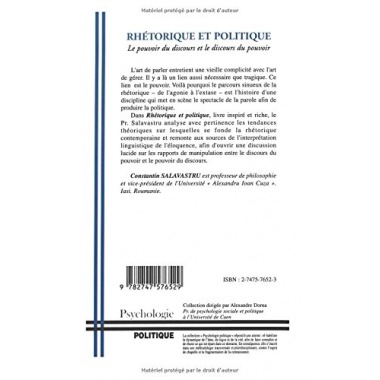 Matériel protégé par le droit d'auteur
RHÉTORIQUE ET POLITIQUE
Le pouvoir du discours et le discours du pouvoir
L'art de parler entretient une vieille complicité avec l'art de
gérer. Il y a là un lien aussi nécessaire que tragique. Ce
lien est le pouvoir. Voilà pourquoi le parcours sinueux de la
rhétorique – de l'agonie à l'extase – est l'histoire d'une
discipline qui met en scène le spectacle de la parole afin de
produire la politique.
Dans Rhétorique et politique, livre inspiré et riche, le
Pr. Salavastru analyse avec pertinence les tendances
théoriques sur lesquelles se fonde la rhétorique
contemporaine et remonte aux sources de l'interprétation
linguistique de l'éloquence, afin d'ouvrir une discussion
lucide sur les rapports de manipulation entre le discours
du pouvoir et le pouvoir du discours.
Constantin SALAVASTRU est professeur de philosophie
et vice-président de l'Université « Alexandru Ioan Cuza ».
Iasi. Roumanie.
9 782747 576529
ISBN : 2-7475-7652-3
Psychologie
POLITIQUE
Collection dirigée par Alexandre Dorna
Pr. de psychologie sociale et politique
à l'Université de Caen
Matériel protégé par le droit d'auteur